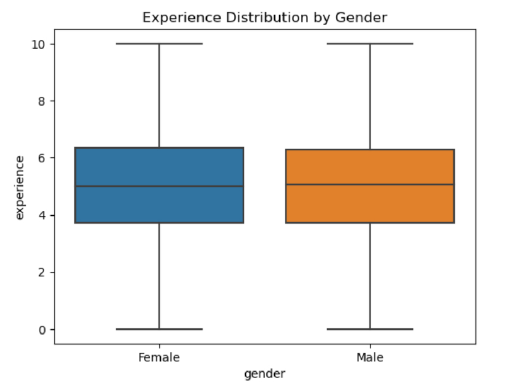 Experience Distribution by Gender
10
8
6
4
2
0
experience
Female
Male
gender